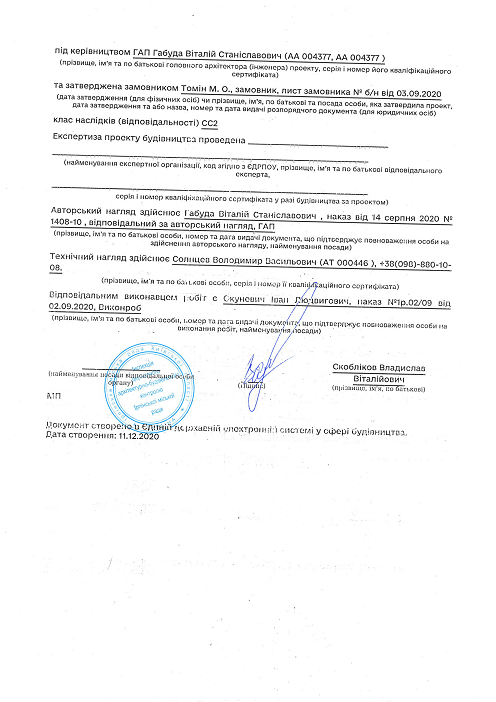 під керівництвом ГАП Габуда Віталій Станіславович (АА 004377, АА 004377 )
(прізвище, ім'я та по батькові головного архітектора (інженера) проекту, серія і номер його кваліфікаційного
сертифіката)
та затверджена замовником Томін М. О., замовник, лист замовника № б/н від 03.09.2020
(дата затвердження (для фізичних осіб) чи прізвище, ім'я, по батькові та посада особи, яка затвердила проект,
дата затвердження та або назва, номер та дата видачі розпорядчого документа (для юридичних осіб)
клас наслідків (відповідальності) СС2
Експертиза проекту будівництва проведена
(найменування експертної організації, код згідно з ЄДРПОУ, прізвище, ім'я та по батькові відповідального
експерта,
серія і номер кваліфікаційного сертифіката у разі будівництва за проектом)
Авторський нагляд здійснює Габуда Віталій Станіславович , наказ від 14 серпня 2020 №
1408-10 , відповідальний за авторський нагляд, ГАП
(прізвище, ім'я та по батькові особи, номер та дата видачі документа, що підтверджує повноваження особи на
здійснення авторського нагляду, найменування посади)
Технічний нагляд здійснює Солнцев Володимир Васильович (АТ 000446 ), +38(098)-880-10-
08.
(прізвище, ім'я та по батькові особи, серія і номер її кваліфікаційного сертифіката)
Відповідальним виконавцем робіт є Окуневич Іван Людвигович, наказ №1р.02/09 від
02.09.2020, Виконроб
(прізвище, ім'я та по батькові особи, номер та дата видачі документа, що підтверджує повноваження особи на
виконання робіт, найменування посади)
Скобліков Владислав
Віталійович
(найменування посади відповідальної особи
органу)
(підпис)
(прізвище, ім'я, по батькові)
М.П
Інспекція
архітектурно-будівельного
контролю
Ірпінської міської
ради
Документ створено в Єдиній державній електронній системі у сфері будівництва.
Дата створення: 11.12.2020